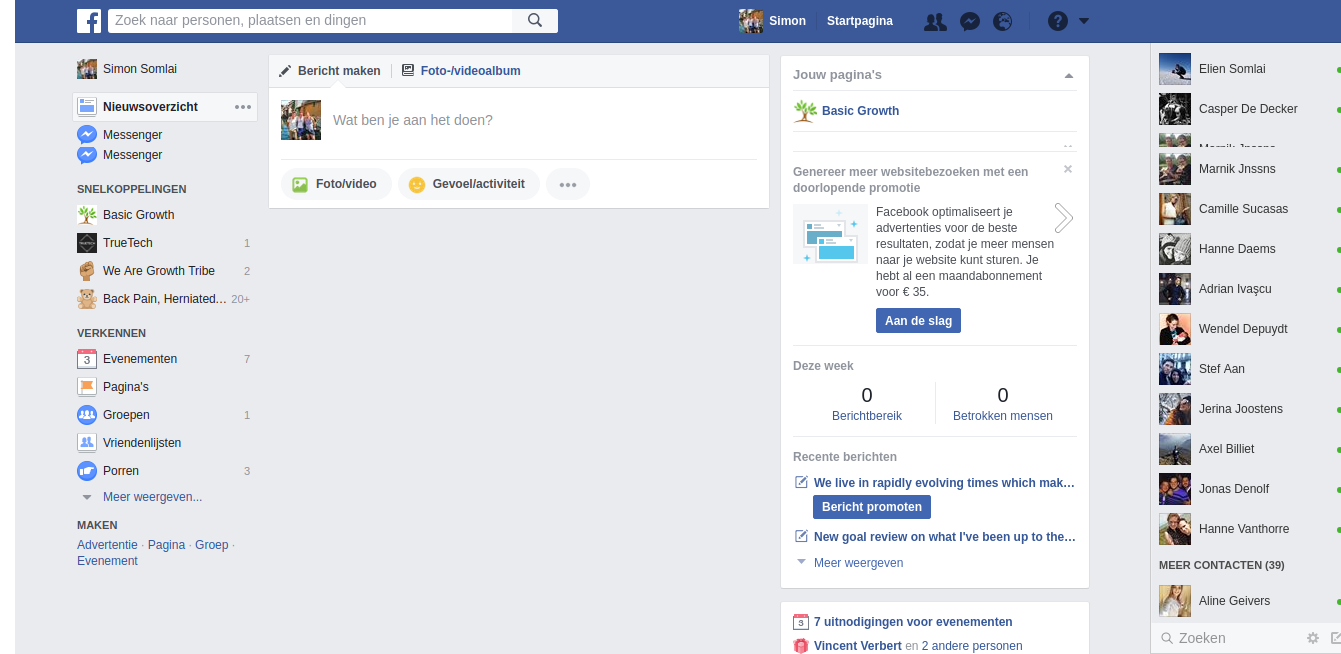 Zoek naar personen, plaatsen en dingen
Simon
Startpagina
Simon Somlai
Nieuwsoverzicht
Messenger
Messenger
SNELKOPPELINGEN
Basic Growth
TrueTech 1
We Are Growth Tribe 2
Back Pain, Herniated... 20+
VERKENNEN
Evenementen 7
Pagina's
Groepen 1
Vriendenlijsten
Porren 3
Meer weergeven...
MAKEN
Advertentie · Pagina · Groep ·
Evenement
Bericht maken
Foto-/videoalbum
Wat ben je aan het doen?
Foto/video
Gevoel/activiteit
Jouw pagina's
Basic Growth
Genereer meer websitebezoeken met een
doorlopende promotie
Facebook optimaliseert je
advertenties voor de beste
resultaten, zodat je meer mensen
naar je website kunt sturen. Je
hebt al een maandabonnement
voor € 35.
Aan de slag
Deze week
0
Berichtbereik
0
Betrokken mensen
Recente berichten
We live in rapidly evolving times which mak...
Bericht promoten
New goal review on what I've been up to the...
Meer weergeven
7 uitnodigingen voor evenementen
Vincent Verbert en 2 andere personen
Elien Somlai
Casper De Decker
Marnik Jnssns
Marnik Jnssns
Camille Sucasas
Hanne Daems
Adrian Ivaşcu
Wendel Depuydt
Stef Aan
Jerina Joostens
Axel Billiet
Jonas Denolf
Hanne Vanthorre
MEER CONTACTEN (39)
Aline Geivers
Zoeken